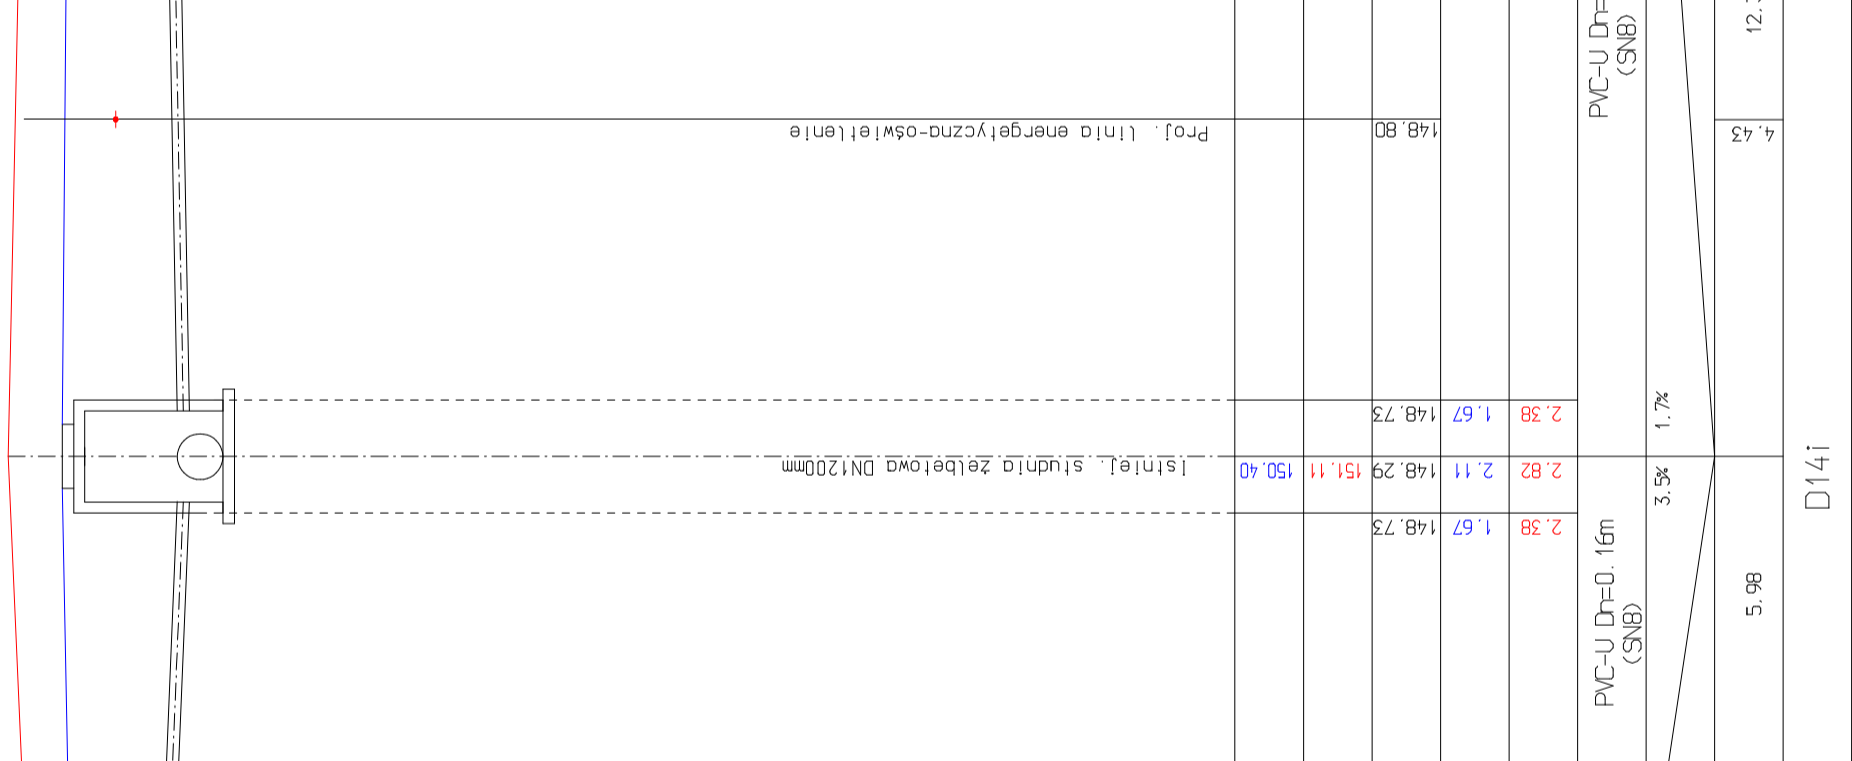 PVC-U Dn=
(SN8)
12.
Proj. linia energetyczna-oświetlenie
148.80
4.43
148.73
1.67
2.38
1.7%
Istniej. studnia żelbetowa DN1200mm
150.40
151.11
148.29
2.11
2.82
3.5%
D14i
148.73
1.67
2.38
PVC-U Dn=0.16m
(SN8)
5.98